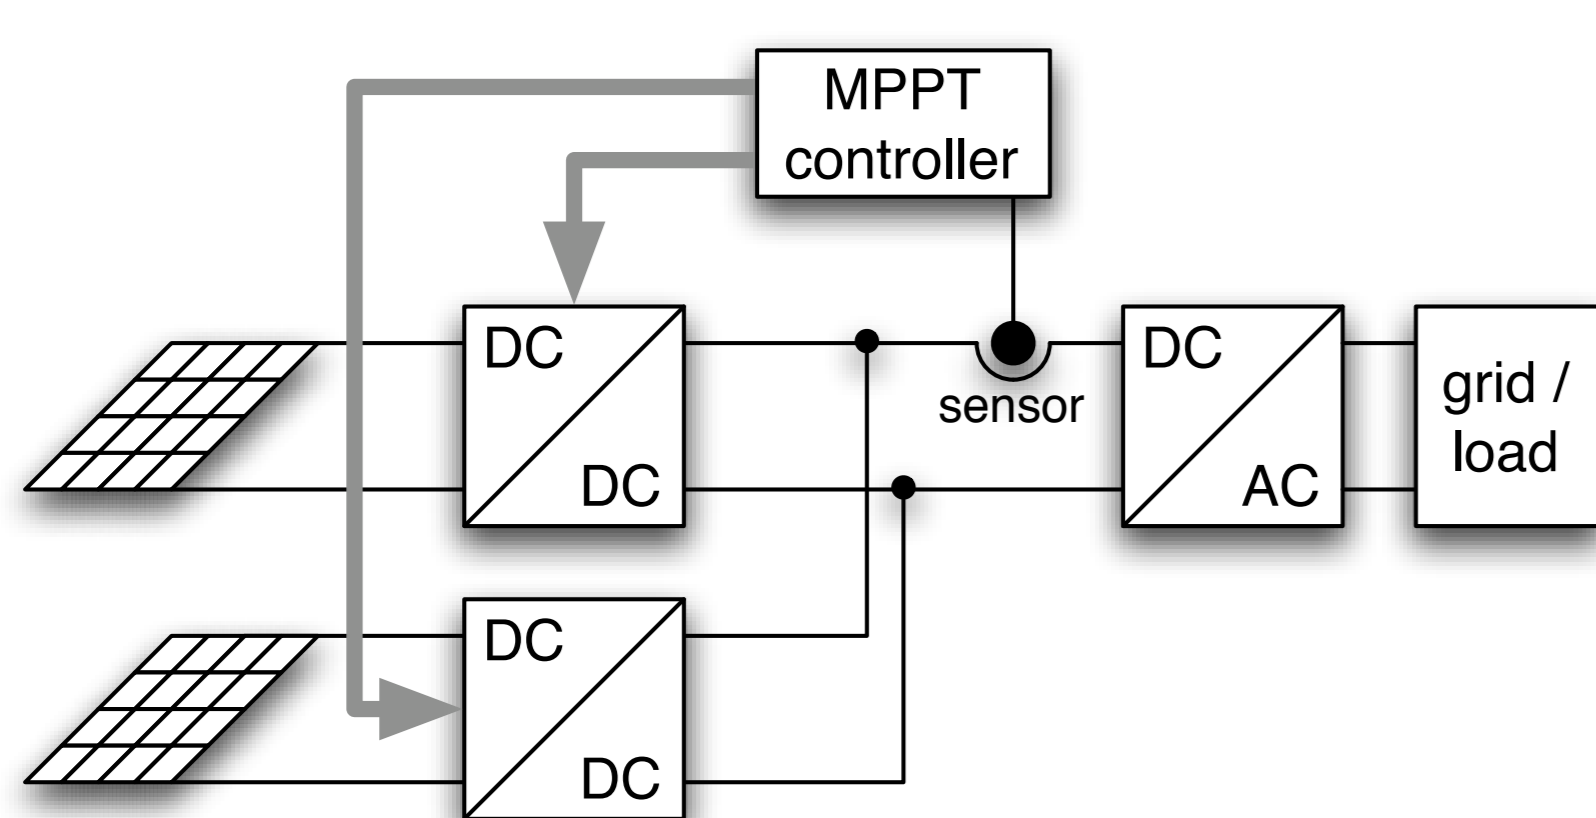 MPPT
controller
DC
DC
sensor
DC
AC
grid /
load
DC
DC